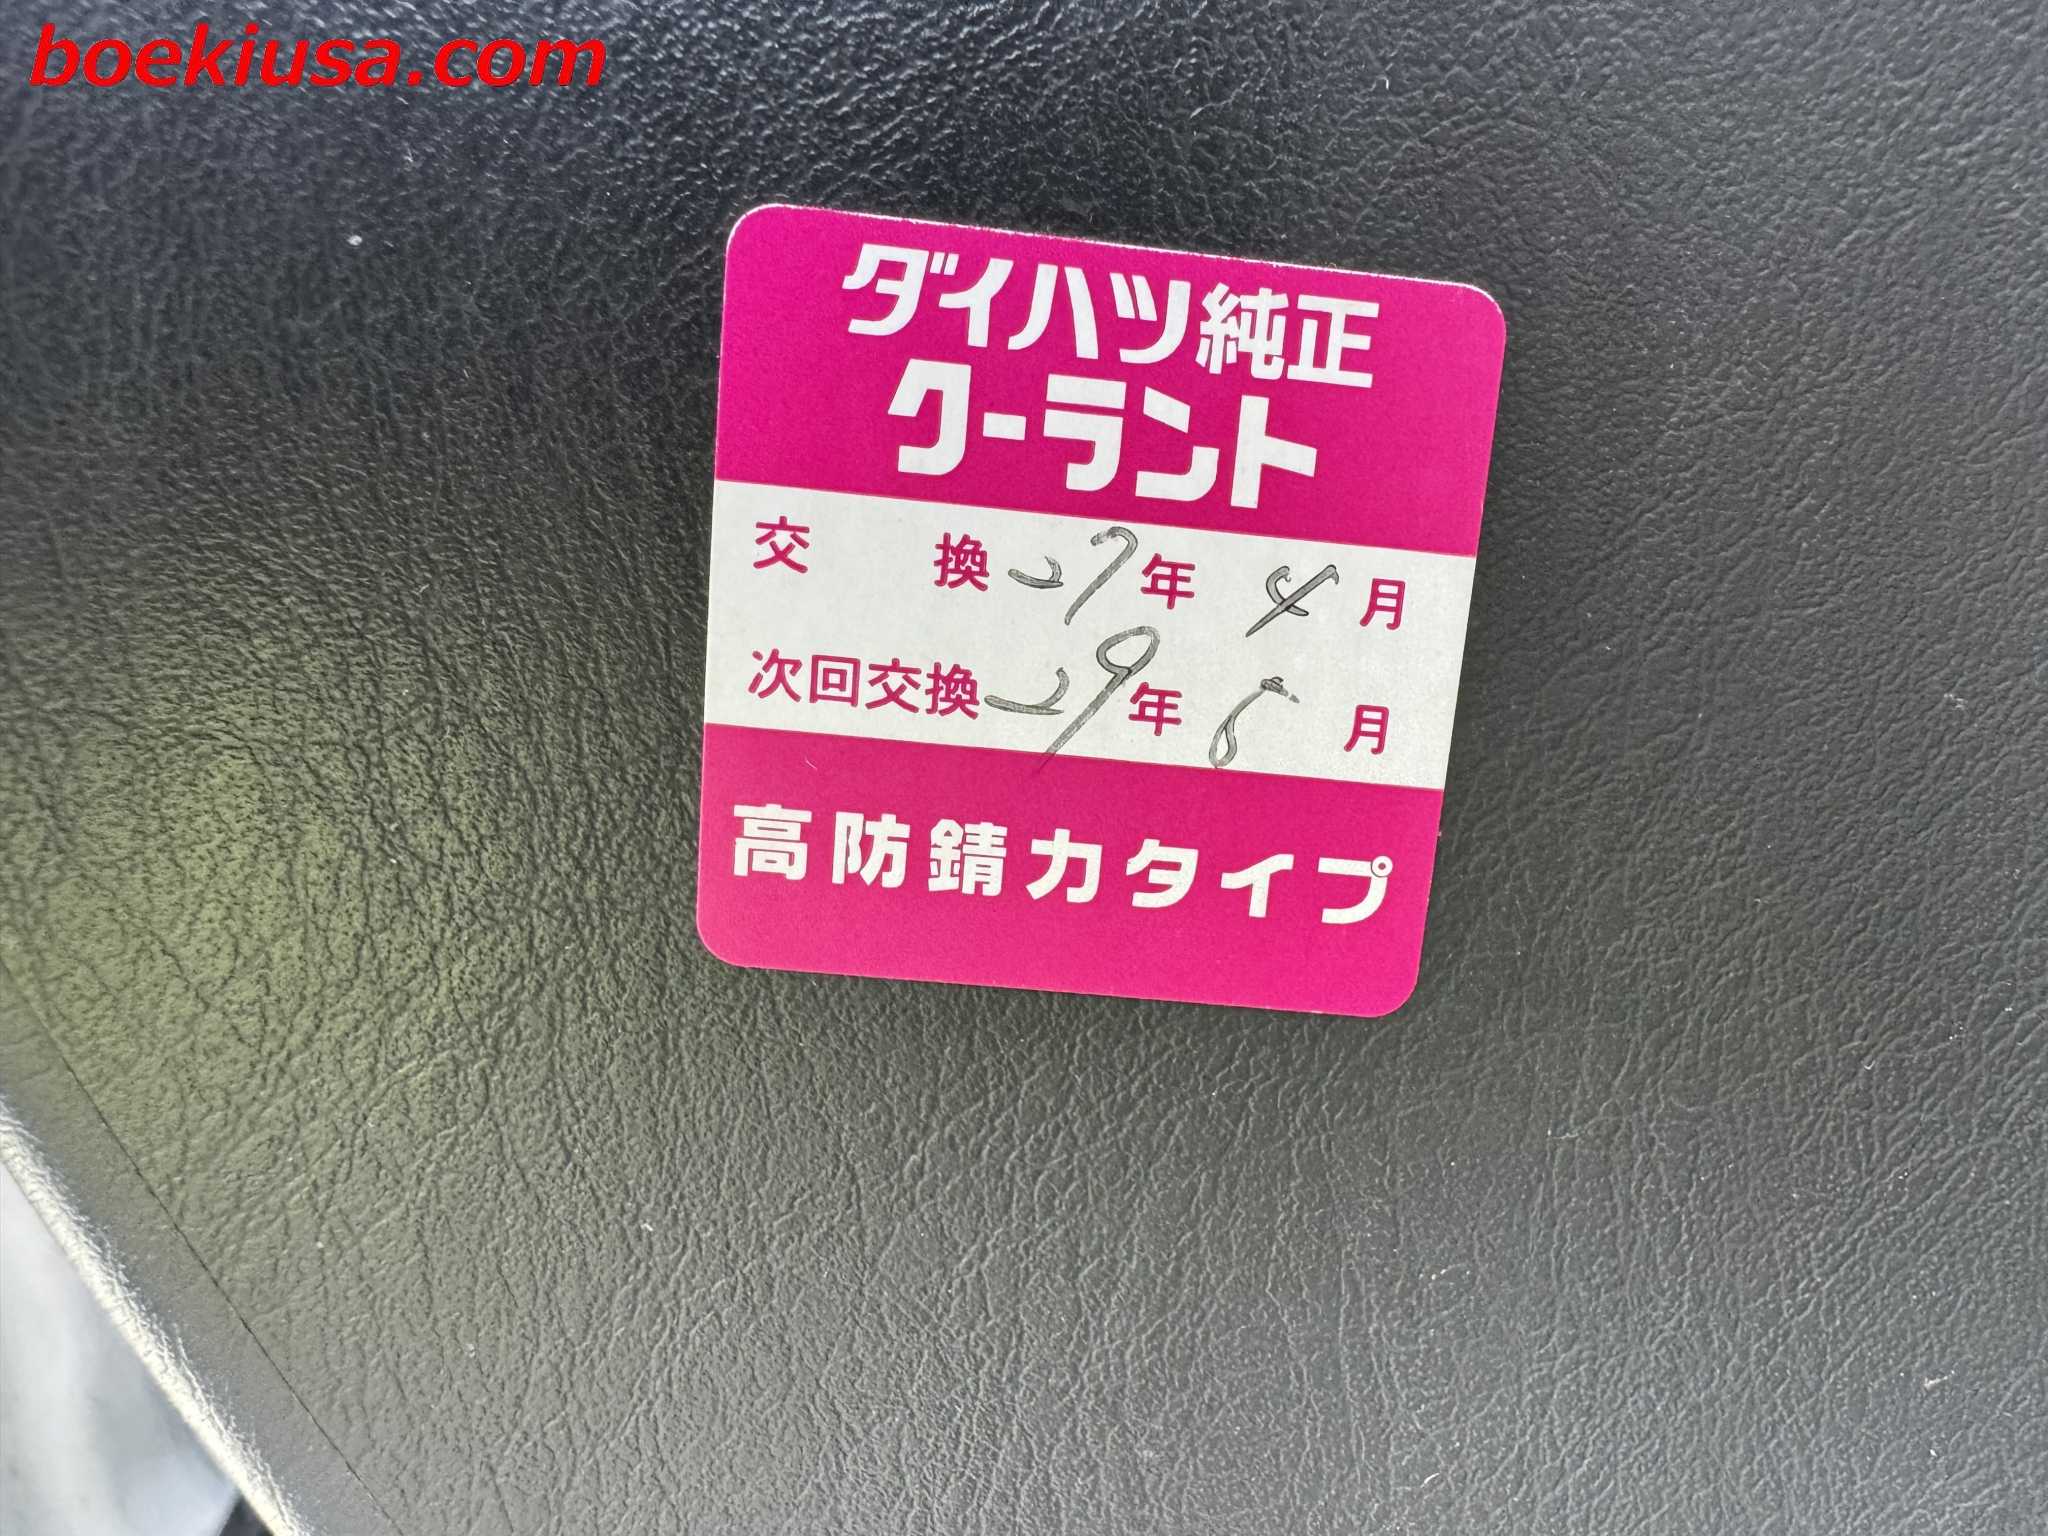 boekiusa.com
ダイハツ純正
クーラント
交換 27年 4月
次回交換 29年 6月
高防錆力タイプ